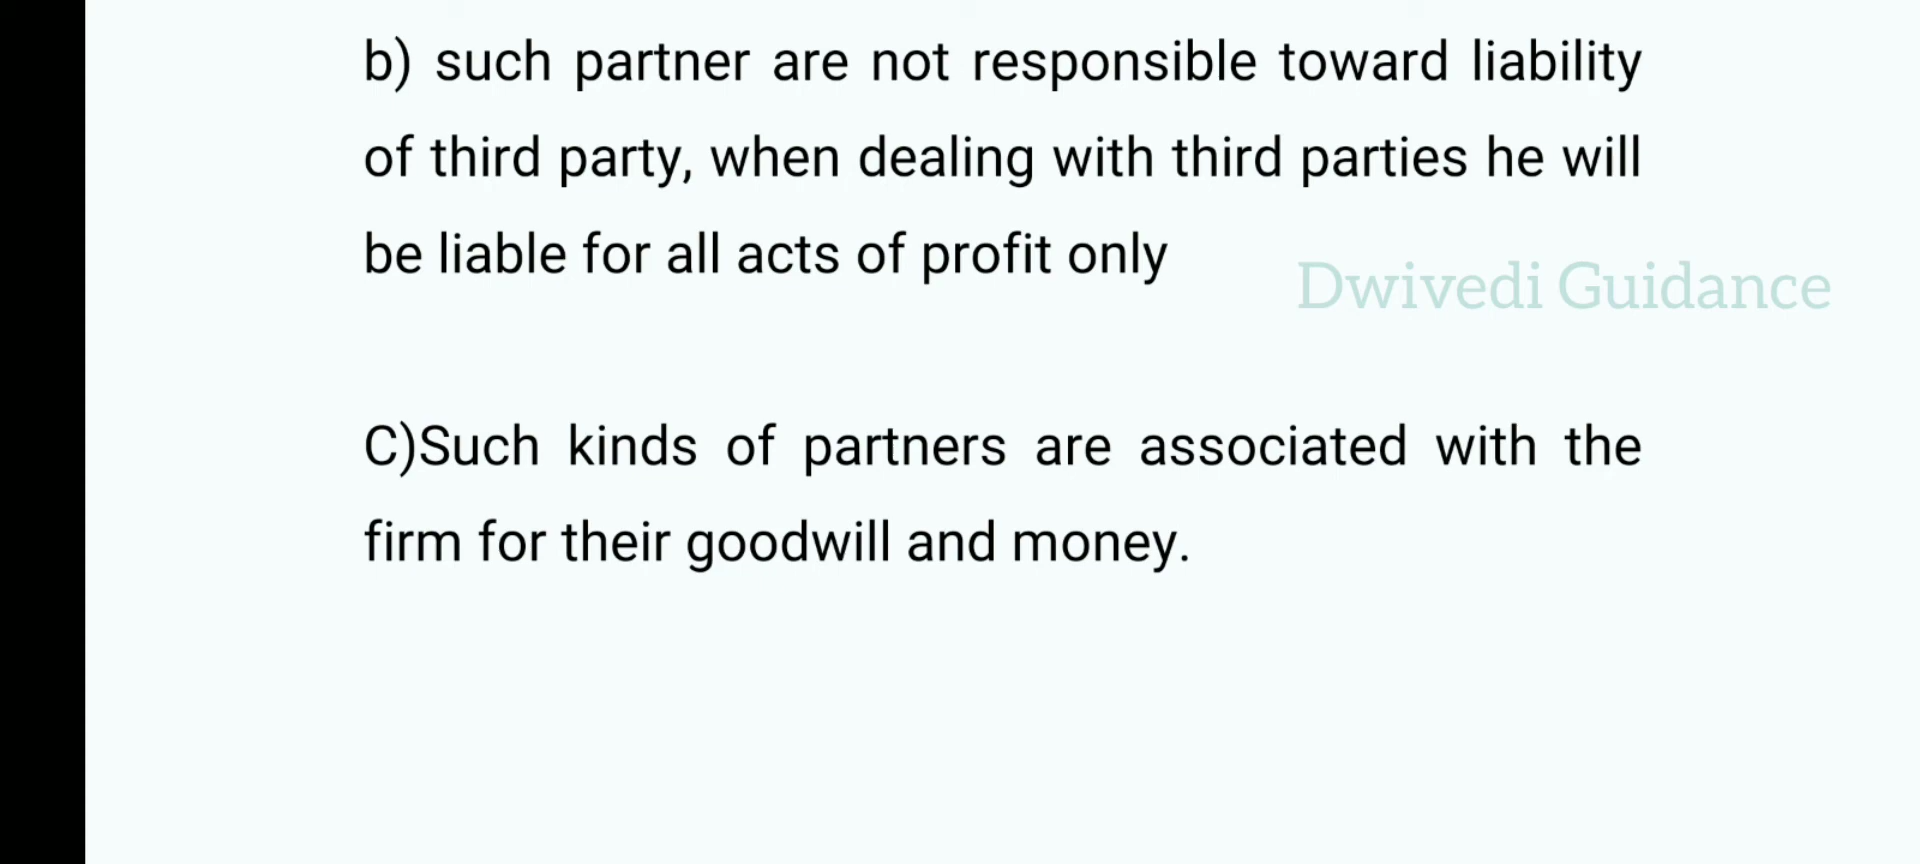 b) such partner are not responsible toward liability
of third party, when dealing with third parties he will
be liable for all acts of profit only
Dwivedi Guidance
C)Such kinds of partners are associated with the
firm for their goodwill and money.